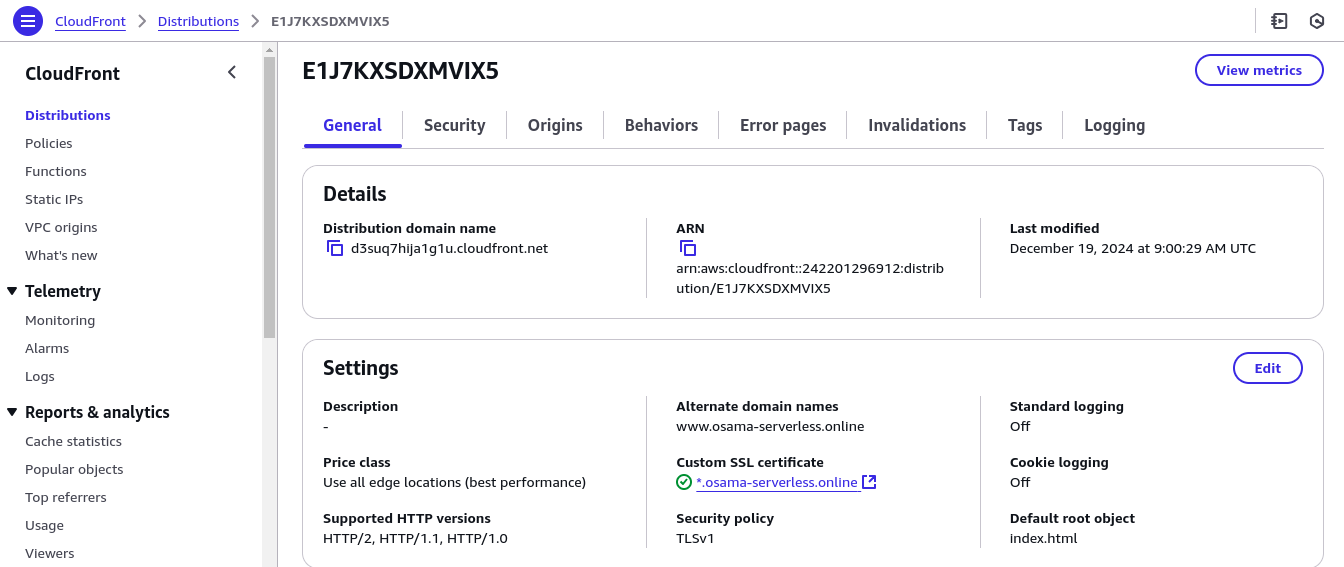 CloudFront > Distributions > E1J7KXSDXMVIX5
CloudFront
Distributions
Policies
Functions
Static IPs
VPC origins
What's new
Telemetry
Monitoring
Alarms
Logs
Reports & analytics
Cache statistics
Popular objects
Top referrers
Usage
Viewers
E1J7KXSDXMVIX5
View metrics
General Security Origins Behaviors Error pages Invalidations Tags Logging
Details
Distribution domain name
d3suq7hija1g1u.cloudfront.net
ARN
arn:aws:cloudfront::242201296912:distrib
ution/E1J7KXSDXMVIX5
Last modified
December 19, 2024 at 9:00:29 AM UTC
Settings
Edit
Description
-
Price class
Use all edge locations (best performance)
Supported HTTP versions
HTTP/2, HTTP/1.1, HTTP/1.0
Alternate domain names
www.osama-serverless.online
Custom SSL certificate
*.osama-serverless.online
Security policy
TLSv1
Standard logging
Off
Cookie logging
Off
Default root object
index.html